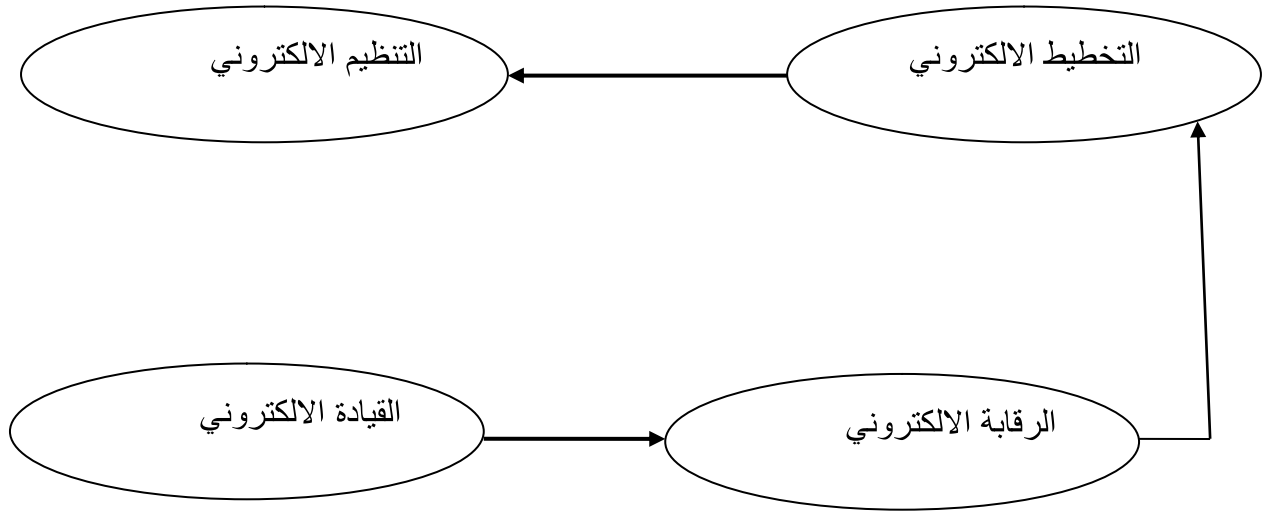 التخطيط الالكتروني
التنظيم الالكتروني
الرقابة الالكتروني
القيادة الالكتروني